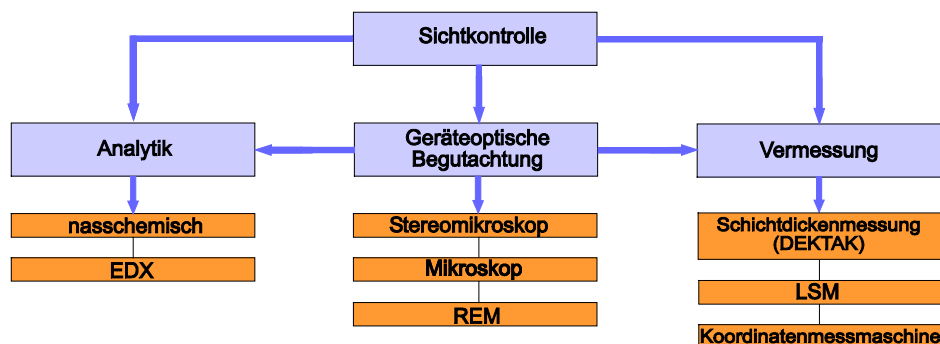 Sichtkontrolle
Analytik
Geräteoptische
Begutachtung
Vermessung
nasschemisch
EDX
Stereomikroskop
Mikroskop
REM
Schichtdickenmessung
(DEKTAK)
LSM
Koordinatenmessmaschine